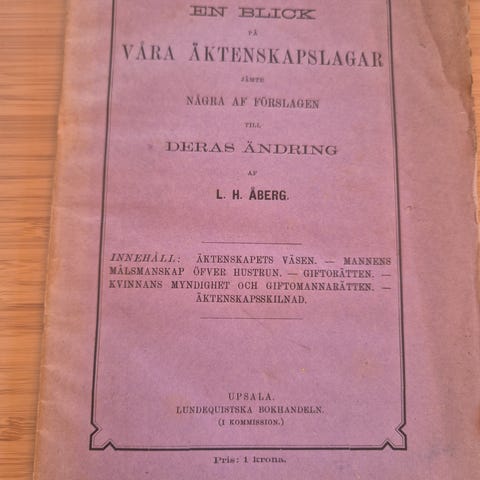 EN BLICK
PÅ
VÅRA ÄKTENSKAPSLAGAR
JÄMTE
NÅGRA AF FÖRSLAGEN
TILL
DERAS ÄNDRING
AF
L. H. ÅBERG.
INNEHÅLL: ÄKTENSKAPETS VÄSEN. — MANNENS
MÅLSMANSKAP ÖFVER HUSTRUN. — GIFTORÄTTEN. —
KVINNANS MYNDIGHET OCH GIFTOMANNARÄTTEN. —
ÄKTENSKAPSSKILNAD.
UPSALA.
LUNDEQUISTSKA BOKHANDELN.
(I KOMMISSION.)
Pris: 1 krona.